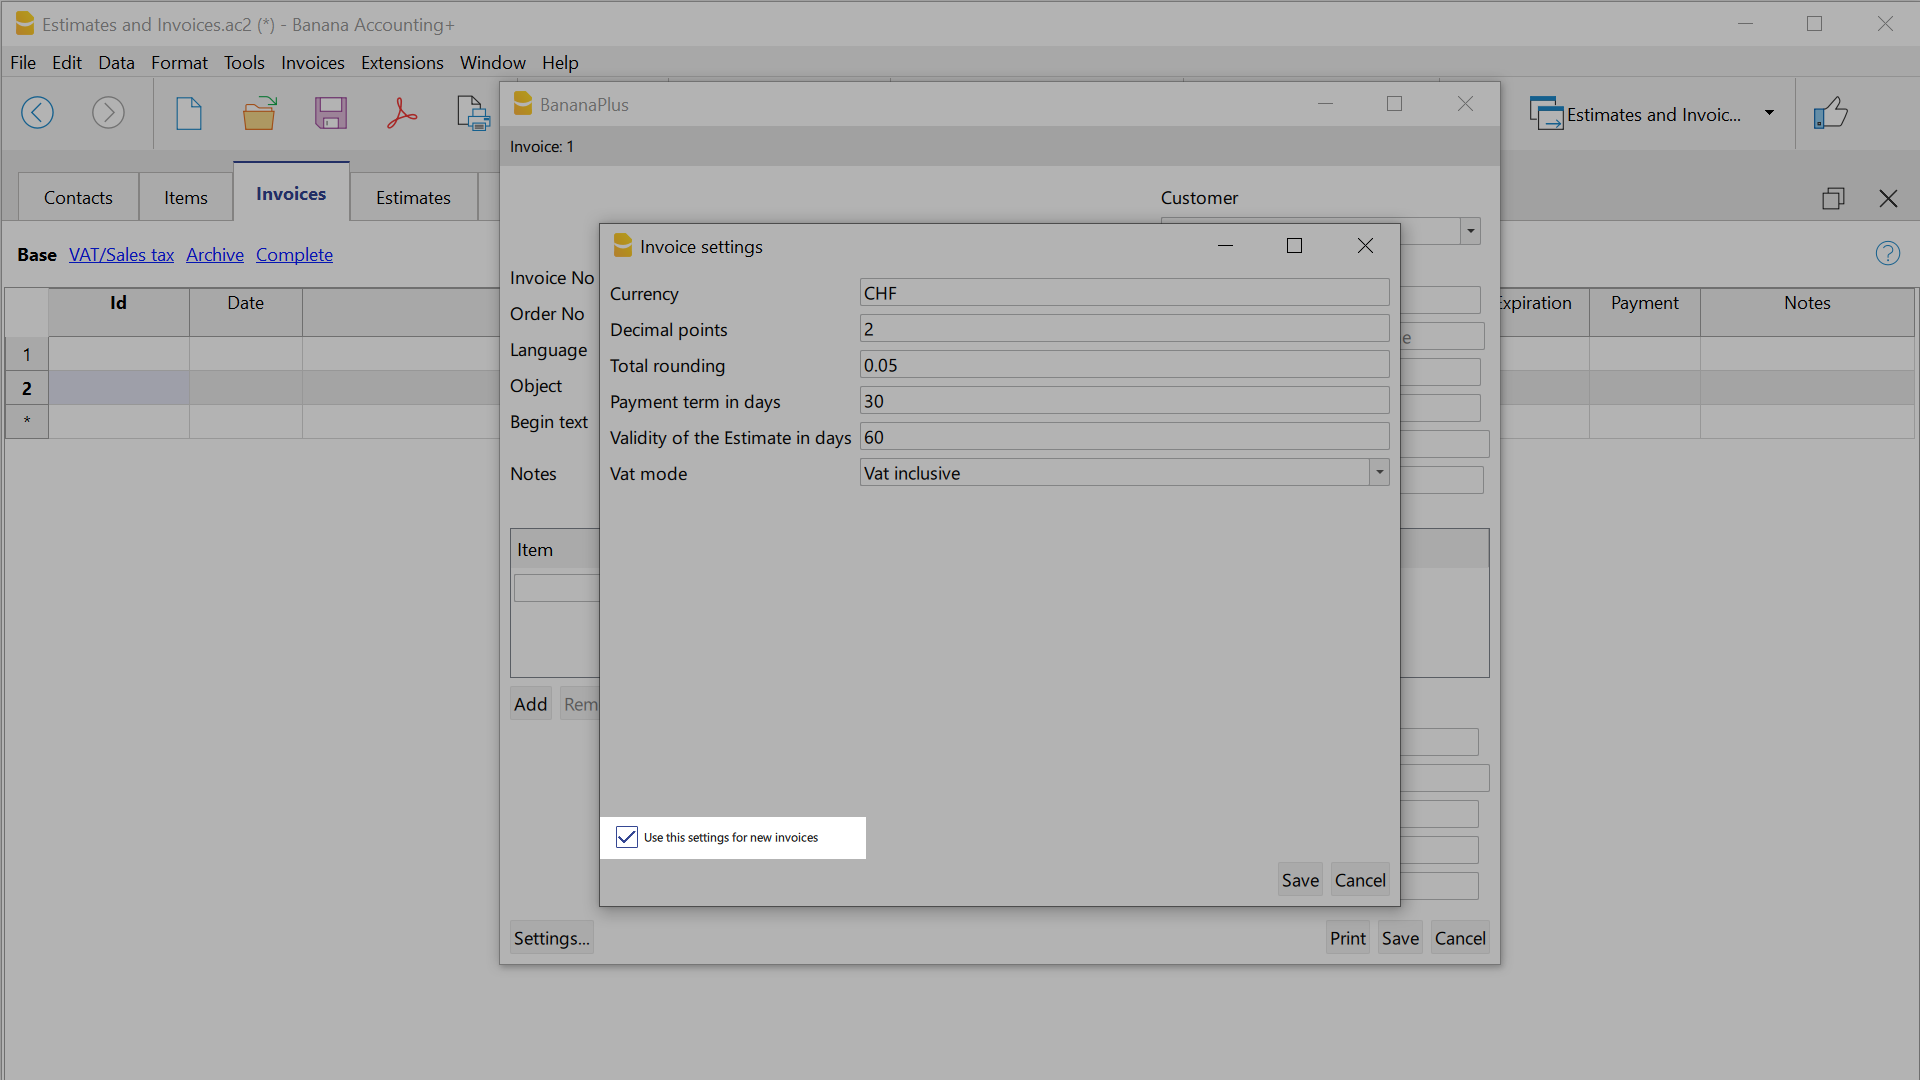 Estimates and Invoices.ac2 (*) - Banana Accounting+
File Edit Data Format Tools Invoices Extensions Window Help
Estimates and Invoic...
Contacts Items Invoices Estimates
Base VAT/Sales tax Archive Complete
?
Id Date Expiration Payment Notes
1
2
*
BananaPlus
Invoice: 1
Customer
Invoice No
Order No
Language
Object
Begin text
Notes
e
Item
Add Rem
Settings... Print Save Cancel
Invoice settings
Currency CHF
Decimal points 2
Total rounding 0.05
Payment term in days 30
Validity of the Estimate in days 60
Vat mode Vat inclusive
Use this settings for new invoices
Save Cancel